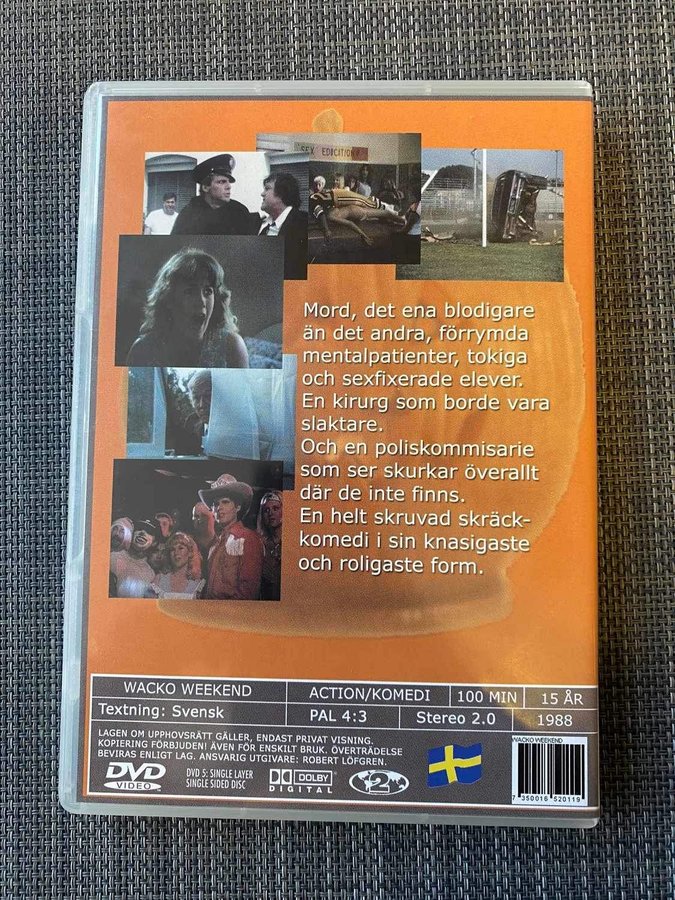 SEX EDUCATION
Mord, det ena blodigare
än det andra, förrymda
mentalpatienter, tokiga
och sexfixerade elever.
En kirurg som borde vara
slaktare.
Och en poliskommisarie
som ser skurkar överallt
där de inte finns.
En helt skruvad skräck-
komedi i sin knasigaste
och roligaste form.
WACKO WEEKEND ACTION/KOMEDI 100 MIN 15 ÅR
Textning: Svensk PAL 4:3 Stereo 2.0 1988
LAGEN OM UPPHOVSRÄTT GÄLLER, ENDAST PRIVAT VISNING.
KOPIERING FÖRBJUDEN! ÄVEN FÖR ENSKILT BRUK. ÖVERTRÄDELSE
BEVIRAS ENLIGT LAG. ANSVARIG UTGIVARE: ROBERT LÖFGREN.
DVD
VIDEO
DVD 5: SINGLE LAYER
SINGLE SIDED DISC
DOLBY
DIGITAL
2
WACKO WEEKEND
7 350016 520119